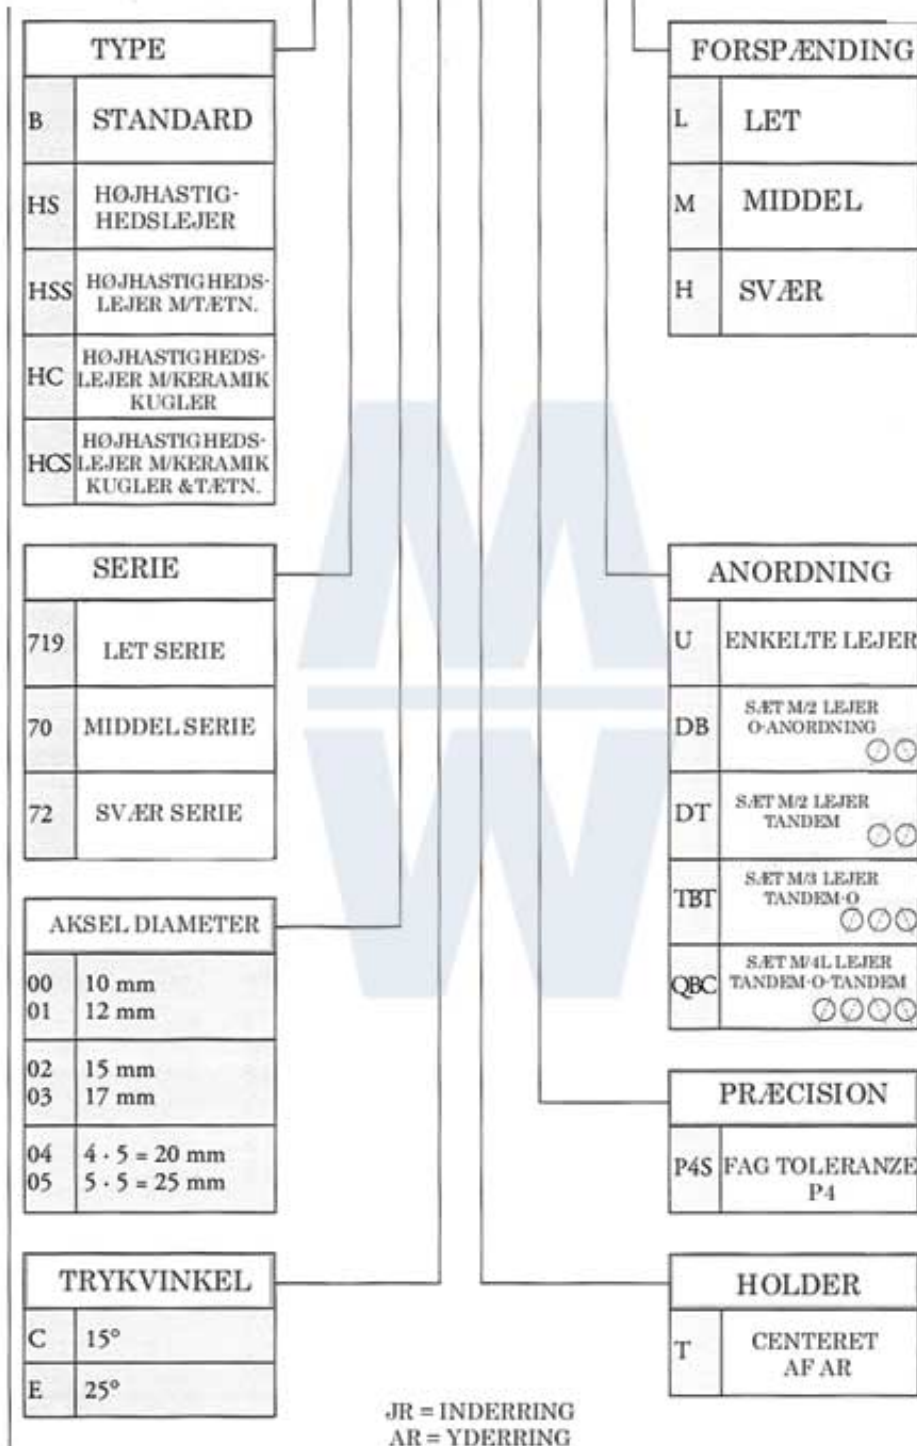 TYPE
B STANDARD
HS HØJHASTIG-
HEDSLEJER
HSS HØJHASTIGHEDS-
LEJER M/TÆTN.
HC HØJHASTIGHEDS-
LEJER M/KERAMIK
KUGLER
HCS HØJHASTIGHEDS-
LEJER M/KERAMIK
KUGLER & TÆTN.
SERIE
719 LET SERIE
70 MIDDEL SERIE
72 SVÆR SERIE
AKSEL DIAMETER
00 10 mm
01 12 mm
02 15 mm
03 17 mm
04 4 · 5 = 20 mm
05 5 · 5 = 25 mm
TRYKVINKEL
C 15°
E 25°
FORSPÆNDING
L LET
M MIDDEL
H SVÆR
ANORDNING
U ENKELTE LEJER
DB SÆT M/2 LEJER
O-ANORDNING
DT SÆT M/2 LEJER
TANDEM
TBT SÆT M/3 LEJER
TANDEM-O
QBC SÆT M/4L LEJER
TANDEM-O-TANDEM
PRÆCISION
P4S FAG TOLERANZE
P4
HOLDER
T CENTERET
AF AR
JR = INDERRING
AR = YDERRING